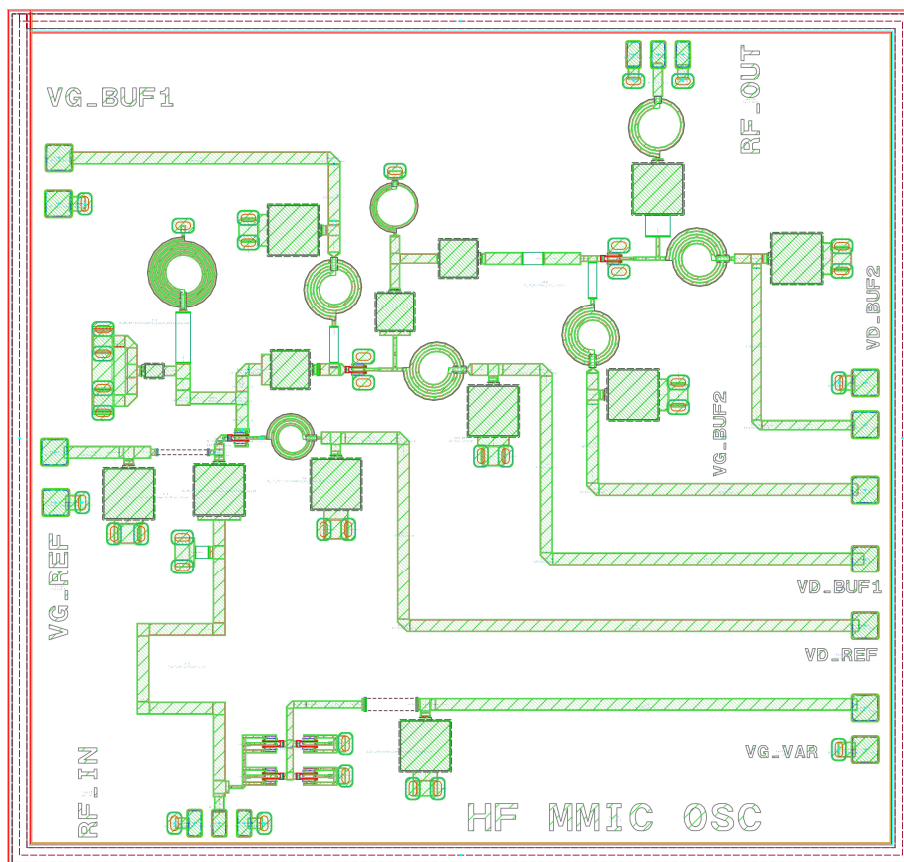 RF_OUT
VG_BUF1
VD_BUF2
VG_BUF2
VG_REF
VD_BUF1
VD_REF
VG_VAR
RF_IN
HF MMIC OSC